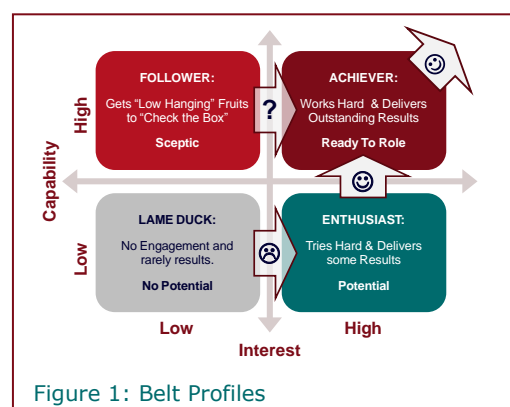 FOLLOWER:
Gets “Low Hanging” Fruits
to “Check the Box”
Sceptic
?
ACHIEVER:
Works Hard & Delivers
Outstanding Results
Ready To Role
High
Capability
Low
LAME DUCK:
No Engagement and
rarely results.
No Potential
ENTHUSIAST:
Tries Hard & Delivers
some Results
Potential
Low
High
Interest
Figure 1: Belt Profiles